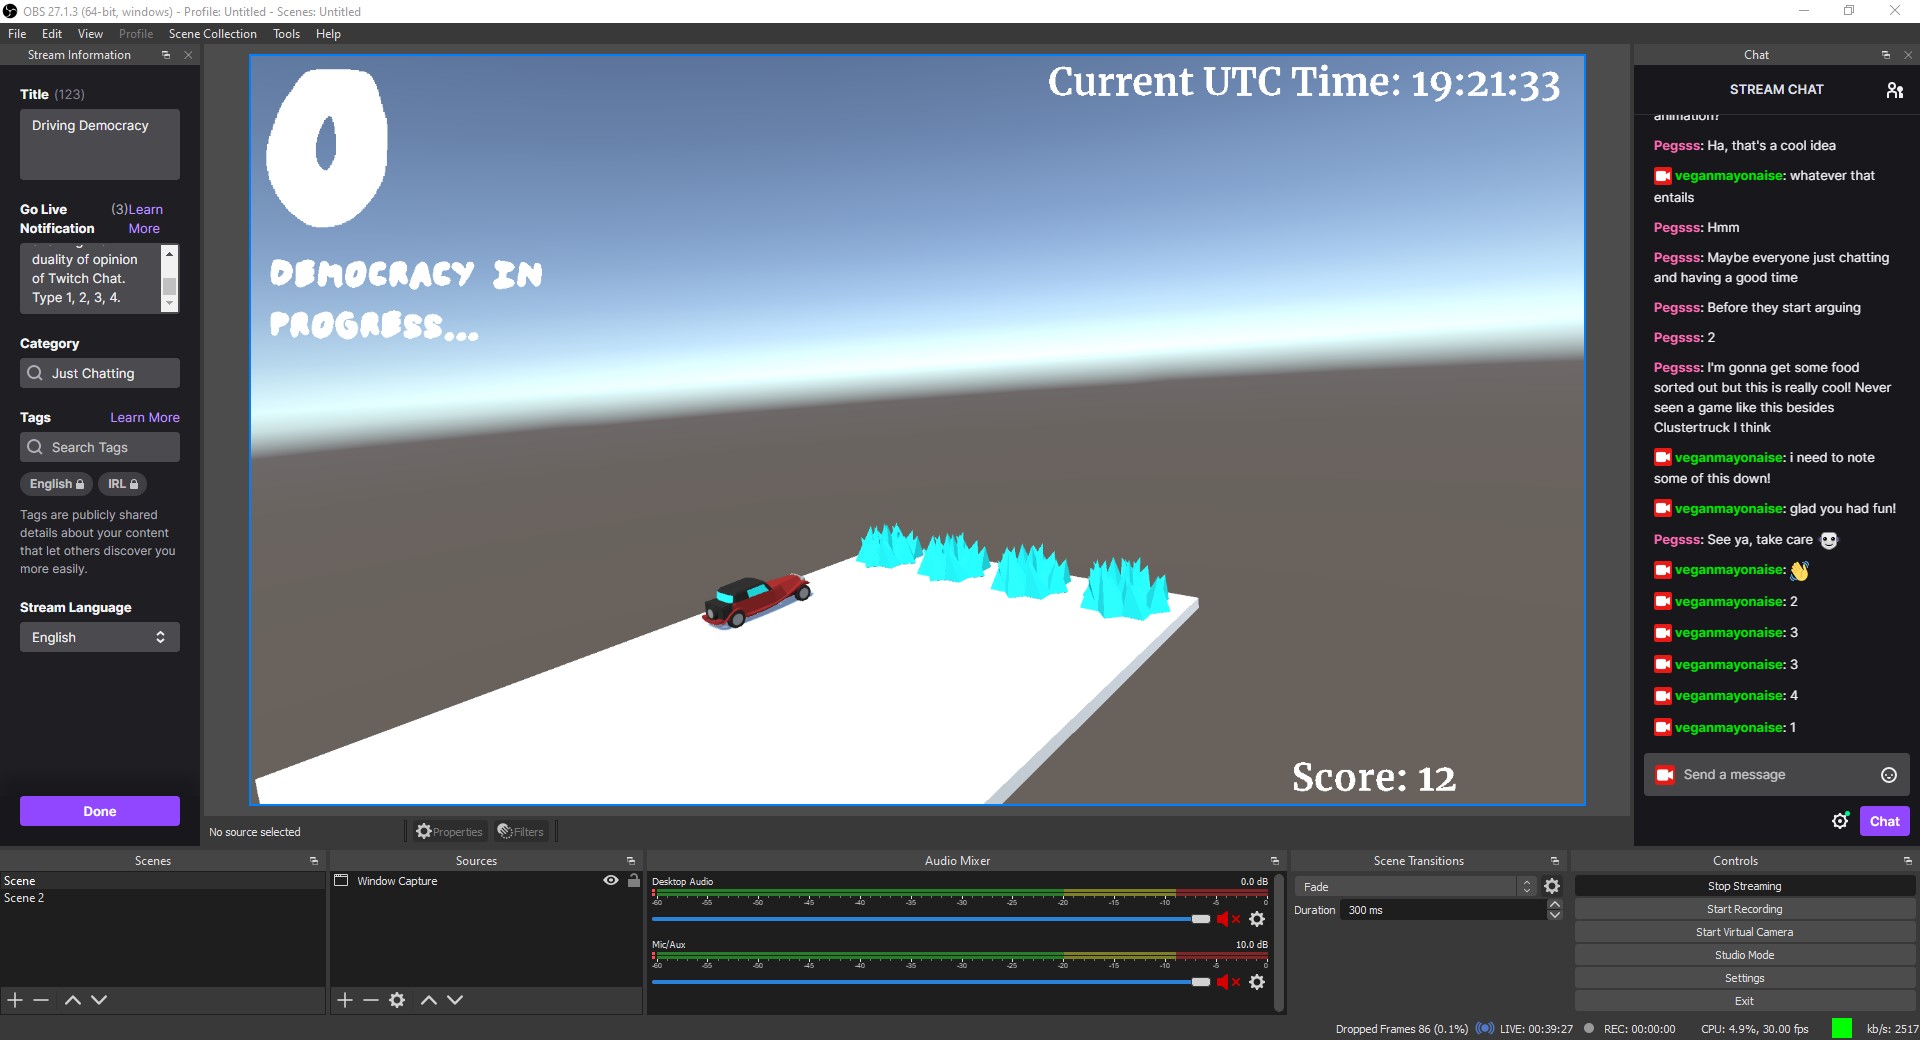 OBS 27.1.3 (64-bit, windows) - Profile: Untitled - Scenes: Untitled
File Edit View Profile Scene Collection Tools Help
Stream Information
Title (123)
Driving Democracy
Go Live (3)Learn
Notification More
duality of opinion
of Twitch Chat.
Type 1, 2, 3, 4.
Category
Just Chatting
Tags Learn More
Search Tags
English IRL
Tags are publicly shared
details about your content
that let others discover you
more easily.
Stream Language
English
Done
0
DEMOCRACY IN
PROGRESS...
Current UTC Time: 19:21:33
Score: 12
Chat
STREAM CHAT
animation?
Pegsss: Ha, that's a cool idea
veganmayonaise: whatever that
entails
Pegsss: Hmm
Pegsss: Maybe everyone just chatting
and having a good time
Pegsss: Before they start arguing
Pegsss: 2
Pegsss: I'm gonna get some food
sorted out but this is really cool! Never
seen a game like this besides
Clustertruck I think
veganmayonaise: i need to note
some of this down!
veganmayonaise: glad you had fun!
Pegsss: See ya, take care
veganmayonaise: 👋
veganmayonaise: 2
veganmayonaise: 3
veganmayonaise: 3
veganmayonaise: 4
veganmayonaise: 1
Send a message
Chat
No source selected Properties Filters
Scenes
Scene
Scene 2
Sources
Window Capture
Audio Mixer
Desktop Audio 0.0 dB
-60 -55 -50 -45 -40 -35 -30 -25 -20 -15 -10 -5 0
Mic/Aux 10.0 dB
-60 -55 -50 -45 -40 -35 -30 -25 -20 -15 -10 -5 0
Scene Transitions
Fade
Duration 300 ms
Controls
Stop Streaming
Start Recording
Start Virtual Camera
Studio Mode
Settings
Exit
Dropped Frames 86 (0.1%) LIVE: 00:39:27 REC: 00:00:00 CPU: 4.9%, 30.00 fps kb/s: 2517